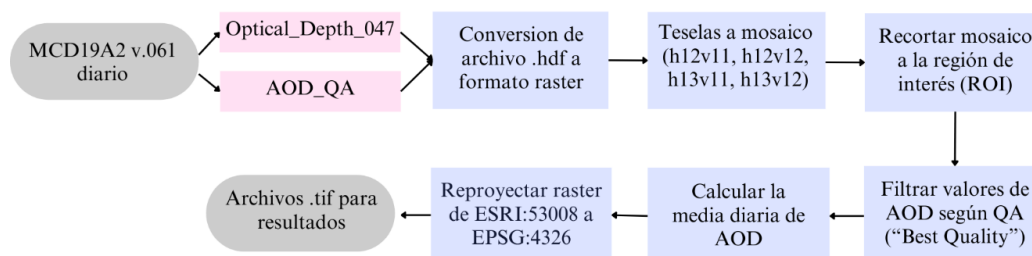 MCD19A2 v.061
diario
Optical_Depth_047
AOD_QA
Conversion de
archivo .hdf a
formato raster
Teselas a mosaico
(h12v11, h12v12,
h13v11, h13v12)
Recortar mosaico
a la región de
interés (ROI)
Filtrar valores de
AOD según QA
(“Best Quality”)
Calcular la
media diaria de
AOD
Reproyectar raster
de ESRI:53008 a
EPSG:4326
Archivos .tif para
resultados